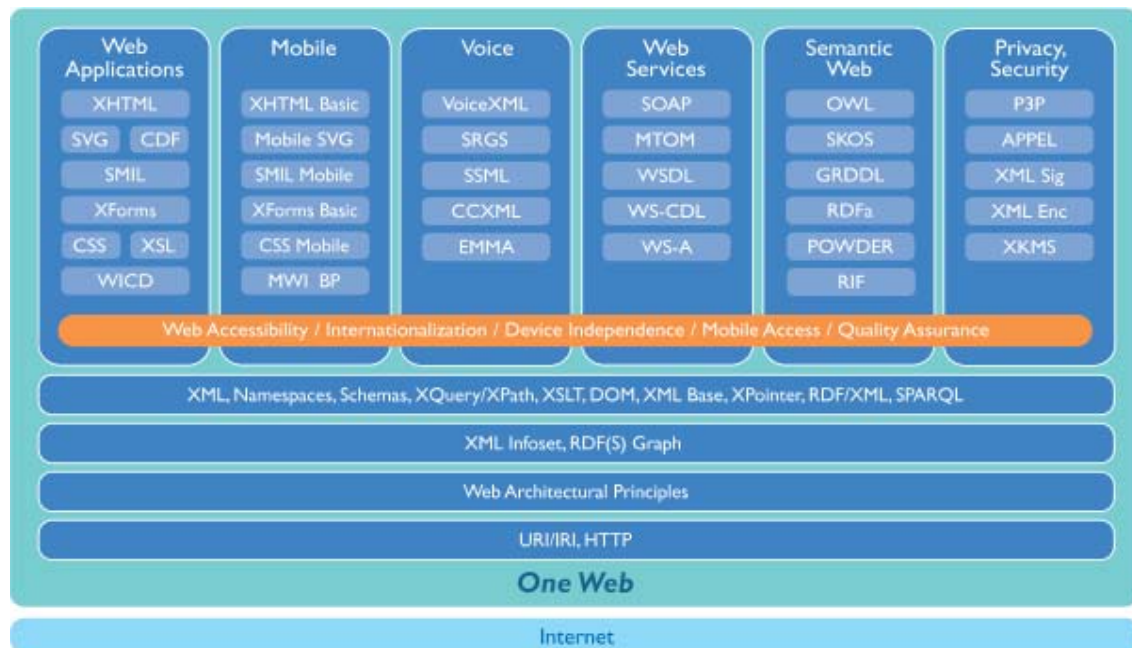 Web
Applications
XHTML
SVG CDF
SMIL
XForms
CSS XSL
WICD
Mobile
XHTML Basic
Mobile SVG
SMIL Mobile
XForms Basic
CSS Mobile
MWI BP
Voice
VoiceXML
SRGS
SSML
CCXML
EMMA
Web
Services
SOAP
MTOM
WSDL
WS-CDL
WS-A
Semantic
Web
OWL
SKOS
GRDDL
RDFa
POWDER
RIF
Privacy,
Security
P3P
APPEL
XML Sig
XML Enc
XKMS
Web Accessibility / Internationalization / Device Independence / Mobile Access / Quality Assurance
XML, Namespaces, Schemas, XQuery/XPath, XSLT, DOM, XML Base, XPointer, RDF/XML, SPARQL
XML Infoset, RDF(S) Graph
Web Architectural Principles
URI/IRI, HTTP
One Web
Internet